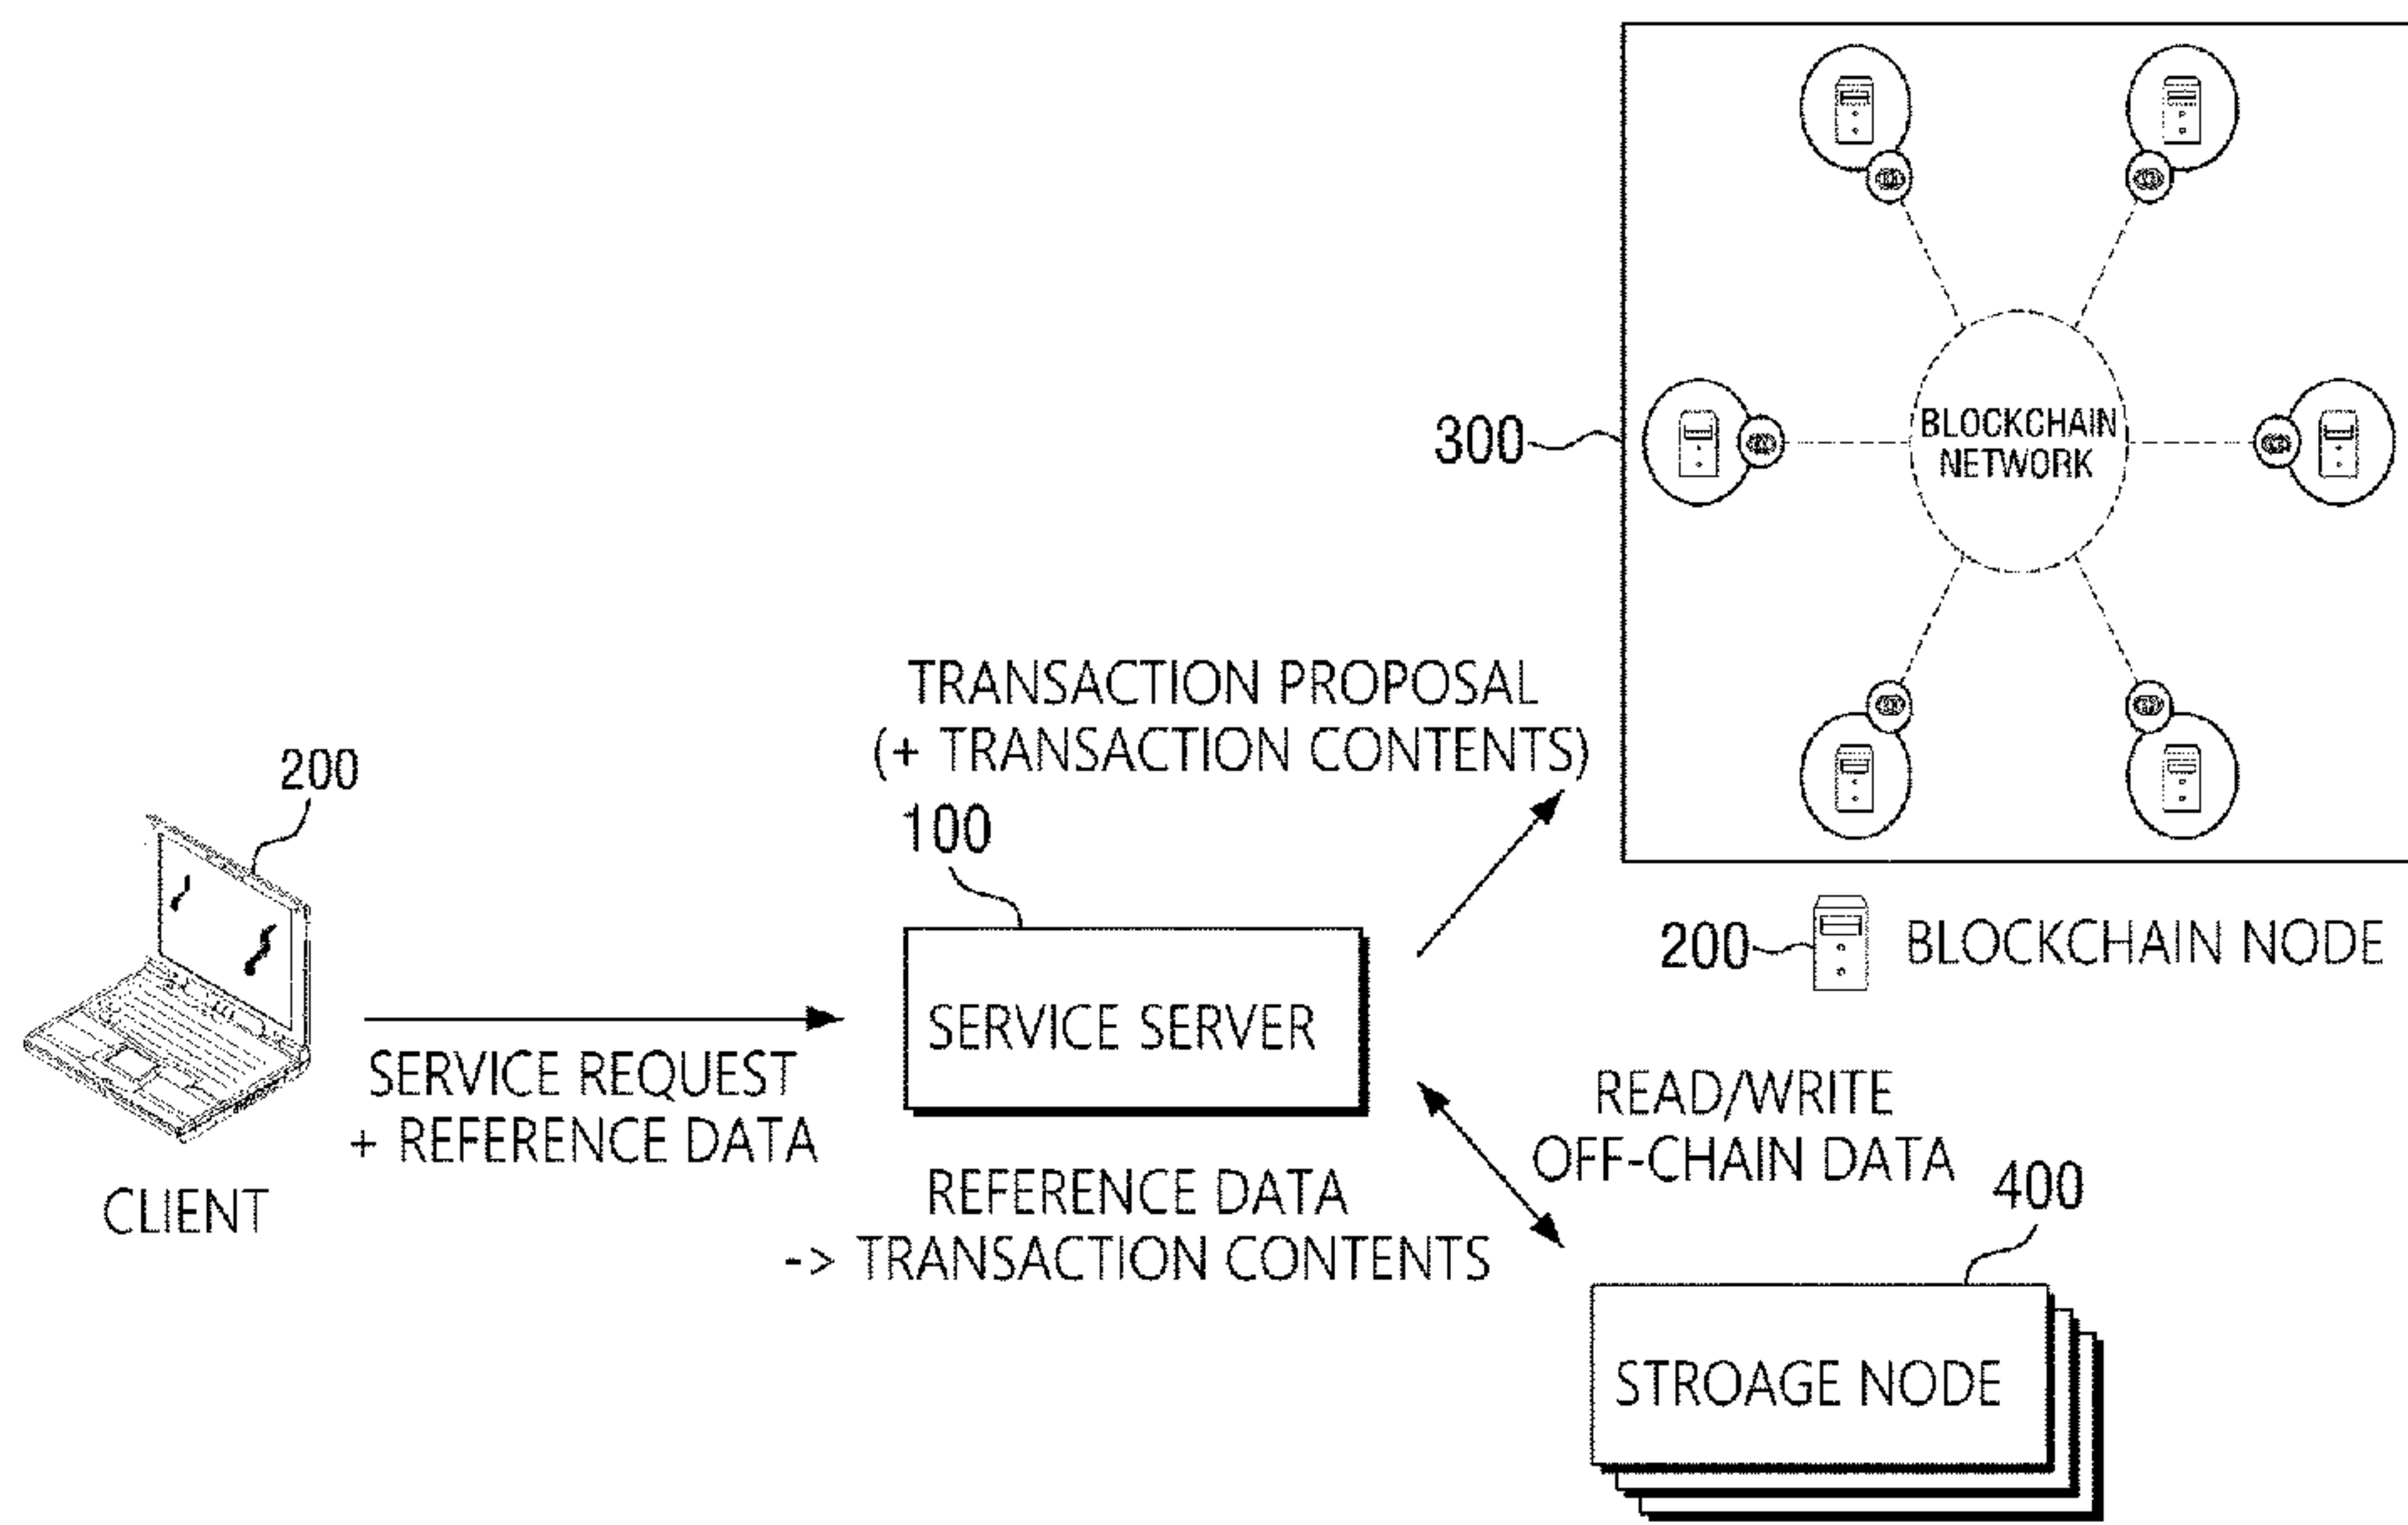 300
BLOCKCHAIN
NETWORK
TRANSACTION PROPOSAL
(+ TRANSACTION CONTENTS)
200
100
200
BLOCKCHAIN NODE
SERVICE SERVER
SERVICE REQUEST
+ REFERENCE DATA
CLIENT
READ/WRITE
OFF-CHAIN DATA
REFERENCE DATA
-> TRANSACTION CONTENTS
400
STROAGE NODE